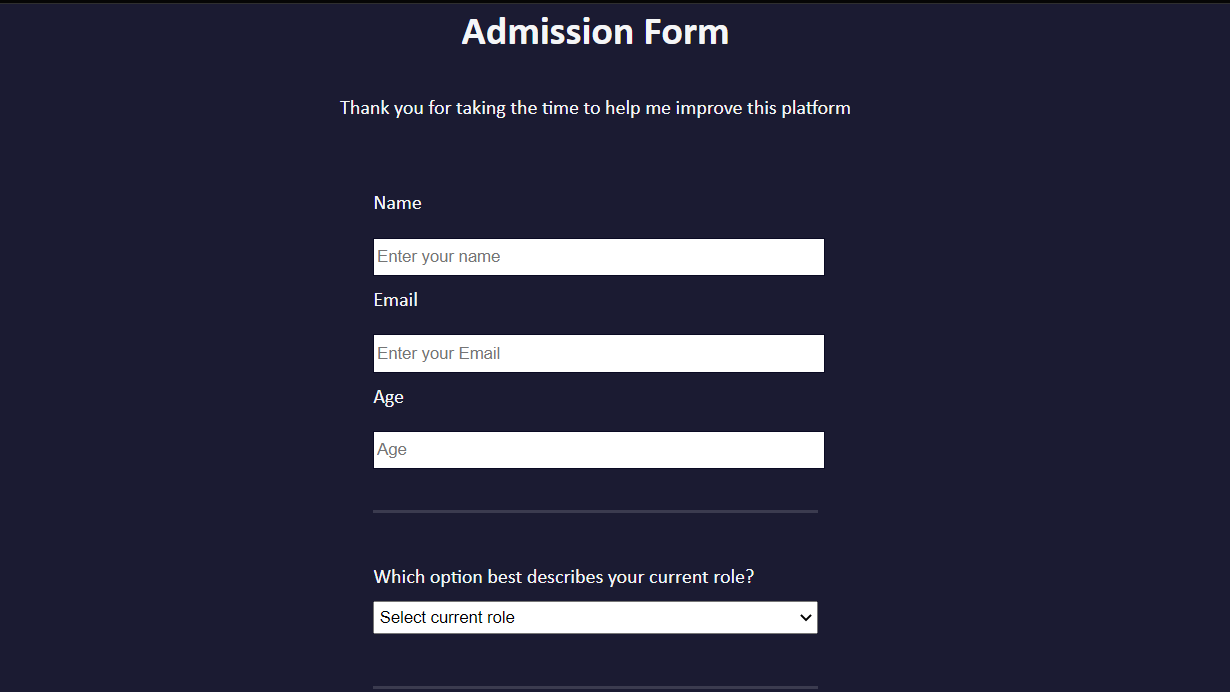 Admission Form
Thank you for taking the time to help me improve this platform
Name
Enter your name
Email
Enter your Email
Age
Age
Which option best describes your current role?
Select current role